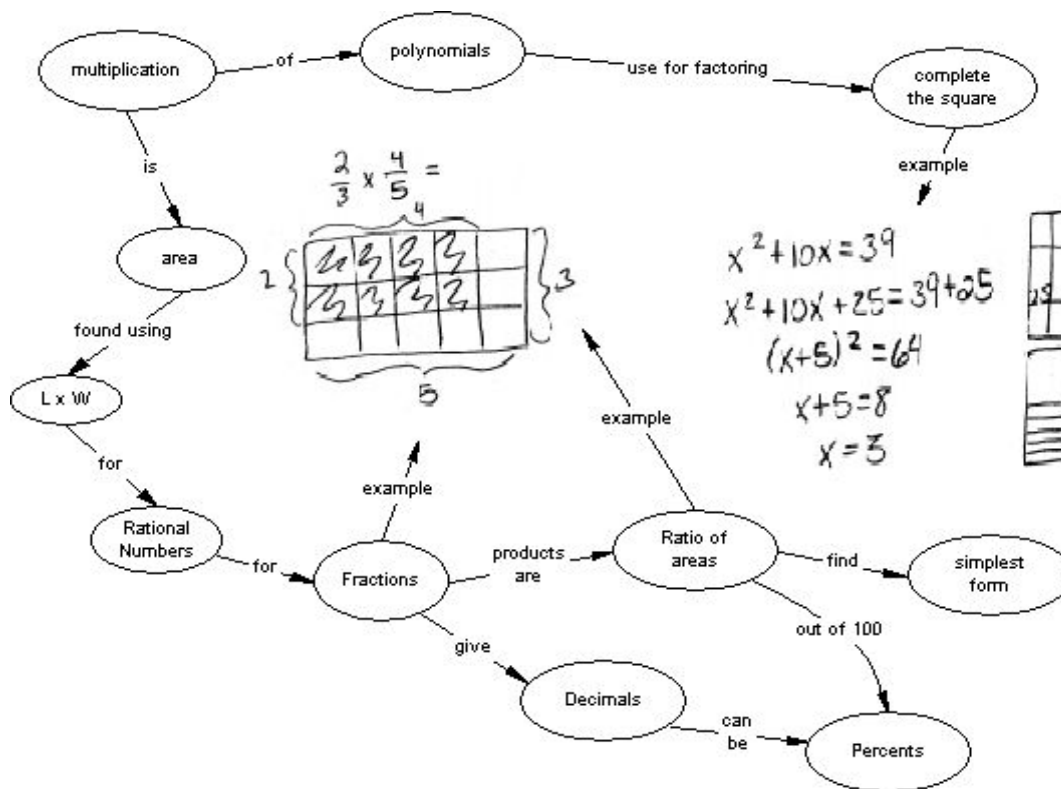 multiplication
of
polynomials
use for factoring
complete
the square
is
example
2/3 x 4/5 =
4
area
2
3
5
x² + 10x = 39
x² + 10x + 25 = 39 + 25
(x+5)² = 64
x+5 = 8
x = 3
25
found using
L x W
for
example
example
Rational
Numbers
for
Fractions
products
are
Ratio of
areas
find
simplest
form
give
out of 100
Decimals
can
be
Percents